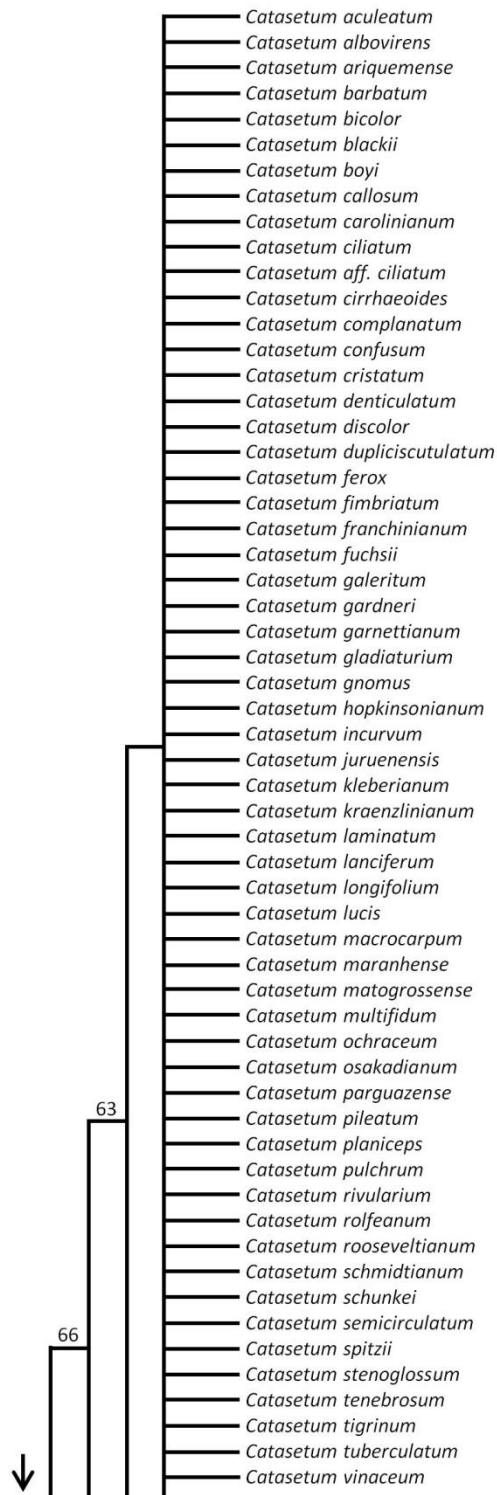 Catasetum aculeatum
Catasetum albovirens
Catasetum ariquemense
Catasetum barbatum
Catasetum bicolor
Catasetum blackii
Catasetum boyi
Catasetum callosum
Catasetum carolinianum
Catasetum ciliatum
Catasetum aff. ciliatum
Catasetum cirrhaeoides
Catasetum complanatum
Catasetum confusum
Catasetum cristatum
Catasetum denticulatum
Catasetum discolor
Catasetum dupliciscutulatum
Catasetum ferox
Catasetum fimbriatum
Catasetum franchinianum
Catasetum fuchsii
Catasetum galeritum
Catasetum gardneri
Catasetum garnettianum
Catasetum gladiaturium
Catasetum gnomus
Catasetum hopkinsonianum
Catasetum incurvum
Catasetum juruenensis
Catasetum kleberianum
Catasetum kraenzlinianum
Catasetum laminatum
Catasetum lanciferum
Catasetum longifolium
Catasetum lucis
Catasetum macrocarpum
Catasetum maranhense
Catasetum matogrossense
Catasetum multifidum
Catasetum ochraceum
Catasetum osakadianum
Catasetum parguazense
63
Catasetum pileatum
Catasetum planiceps
Catasetum pulchrum
Catasetum rivularium
Catasetum rolfeanum
Catasetum rooseveltianum
Catasetum schmidtianum
Catasetum schunkei
Catasetum semicirculatum
66
Catasetum spitzii
Catasetum stenoglossum
Catasetum tenebrosum
Catasetum tigrinum
Catasetum tuberculatum
Catasetum vinaceum